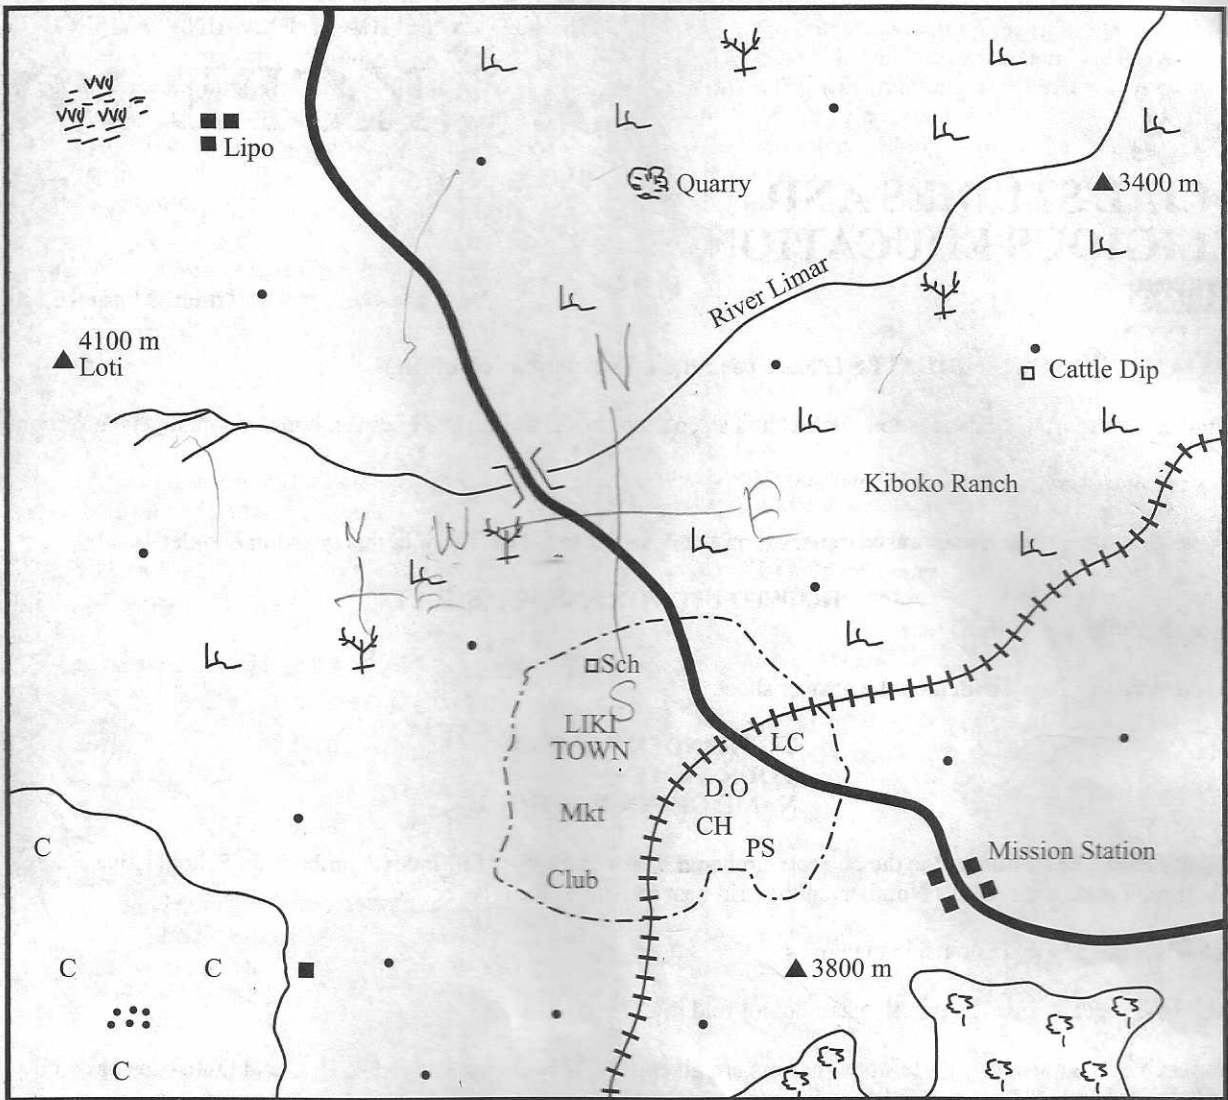 Lipo
Quarry
3400 m
River Limar
4100 m
Loti
Cattle Dip
Kiboko Ranch
N
W
E
N
Sch
S
LIKI
TOWN
LC
D.O
Mkt
CH
PS
C
Mission Station
Club
C
C
3800 m
C